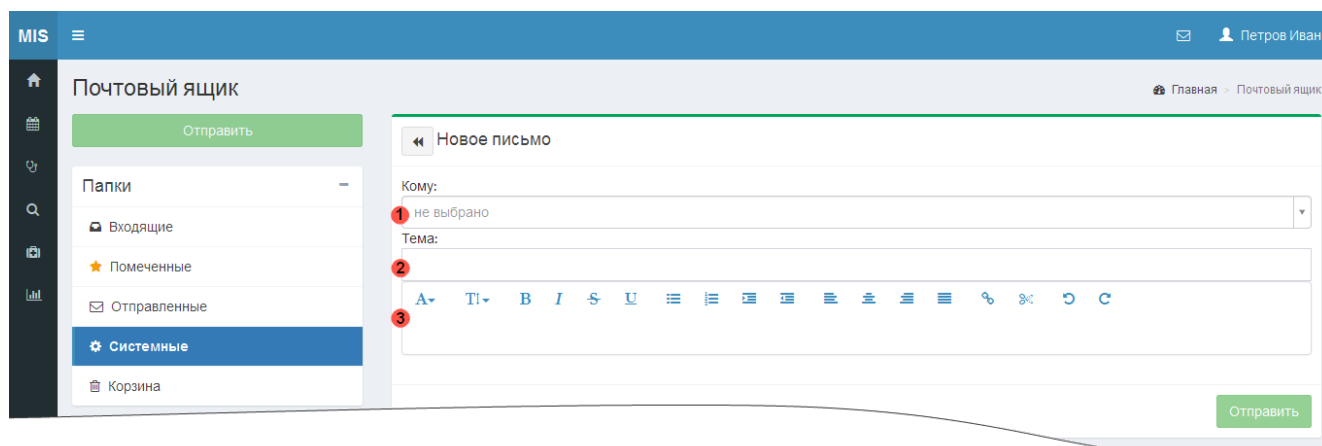 MIS Петров Иван
Почтовый ящик
Главная > Почтовый ящик
Отправить
Новое письмо
Папки
Входящие
Помеченные
Отправленные
Системные
Корзина
Кому:
1 не выбрано
Тема:
2
A TI B I S U
3
Отправить